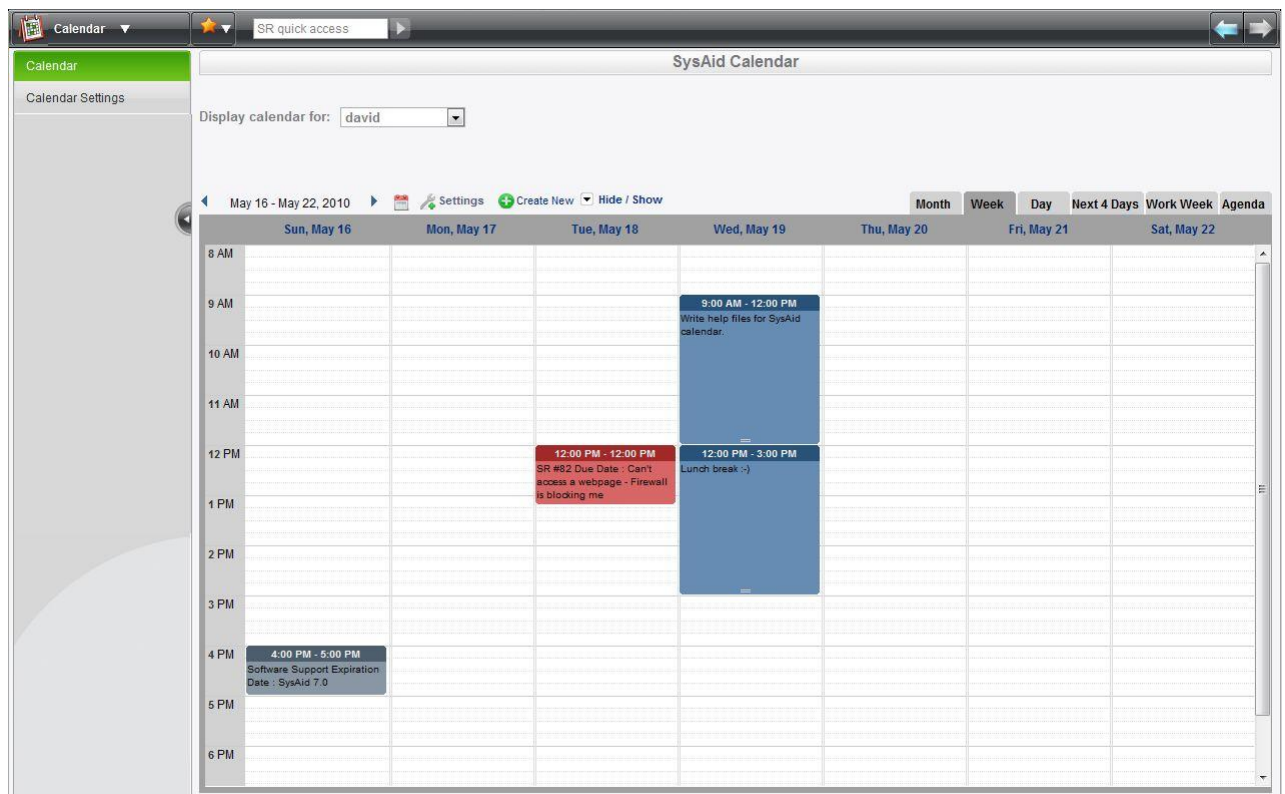 Calendar
SR quick access
Calendar
Calendar Settings
SysAid Calendar
Display calendar for: david
May 16 - May 22, 2010 Settings Create New Hide / Show
Month Week Day Next 4 Days Work Week Agenda
Sun, May 16 Mon, May 17 Tue, May 18 Wed, May 19 Thu, May 20 Fri, May 21 Sat, May 22
8 AM
9 AM
9:00 AM - 12:00 PM
Write help files for SysAid
calendar.
10 AM
11 AM
12 PM
12:00 PM - 12:00 PM
SR #82 Due Date : Can't
access a webpage - Firewall
is blocking me
12:00 PM - 3:00 PM
Lunch break :-)
1 PM
2 PM
3 PM
4 PM
4:00 PM - 5:00 PM
Software Support Expiration
Date : SysAid 7.0
5 PM
6 PM